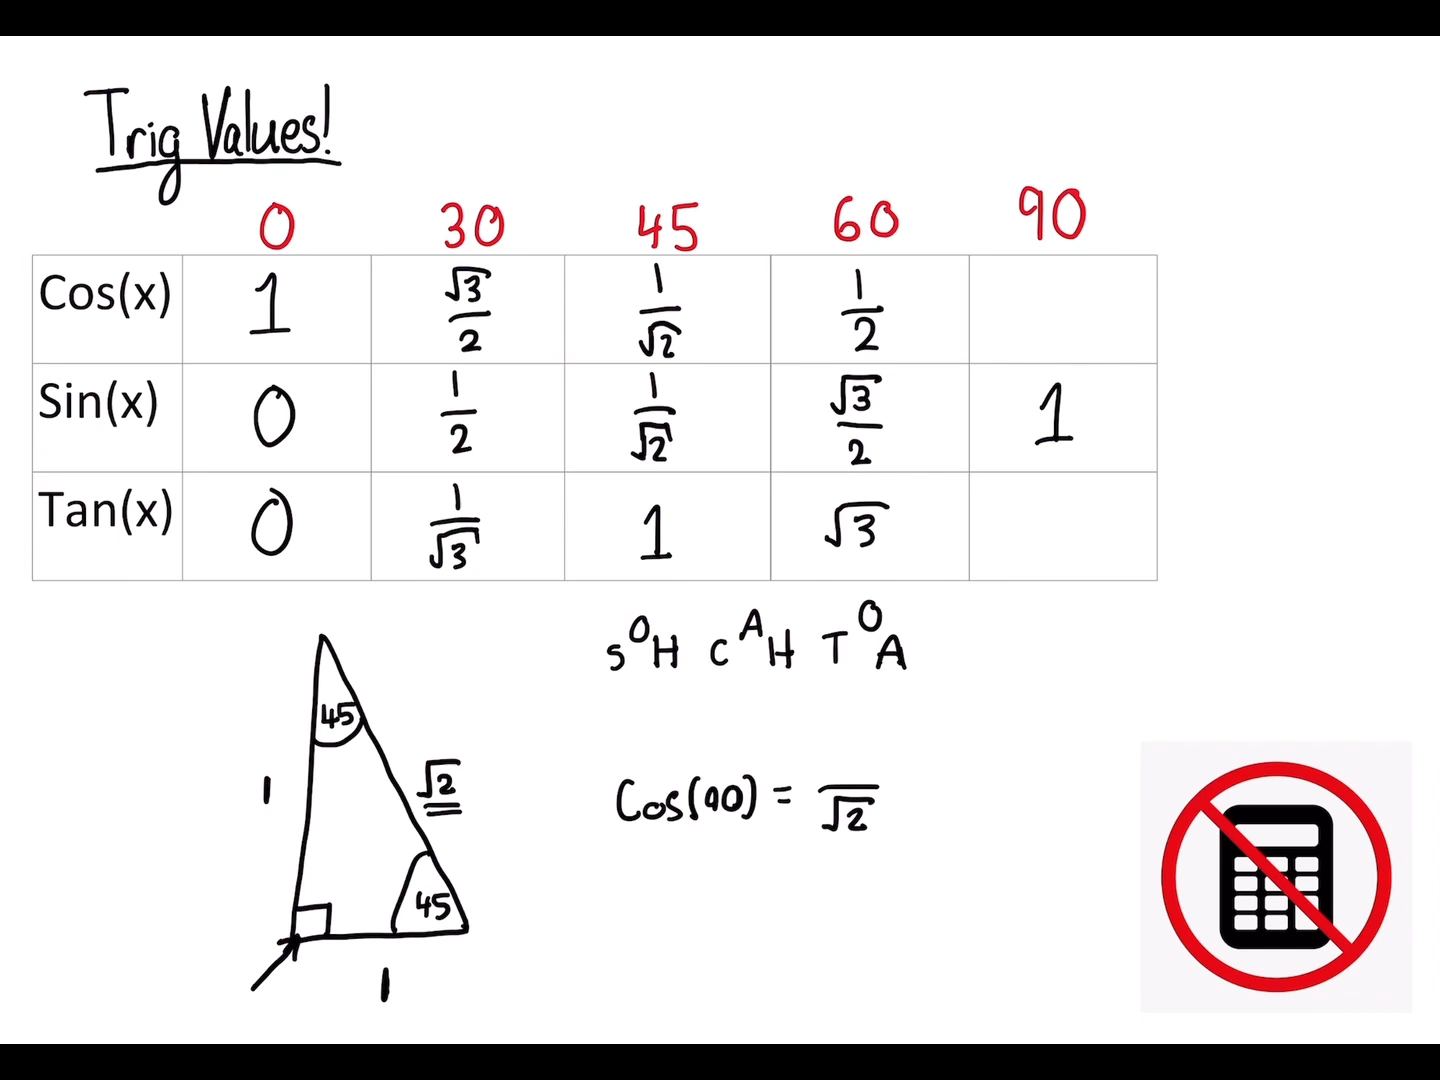 Trig Values!
0 30 45 60 90
Cos(x) 1 √3/2 1/√2 1/2
Sin(x) 0 1/2 1/√2 √3/2 1
Tan(x) 0 1/√3 1 √3
SOH CAH TOA
45
1 √2
Cos(90) = /√2
45
1